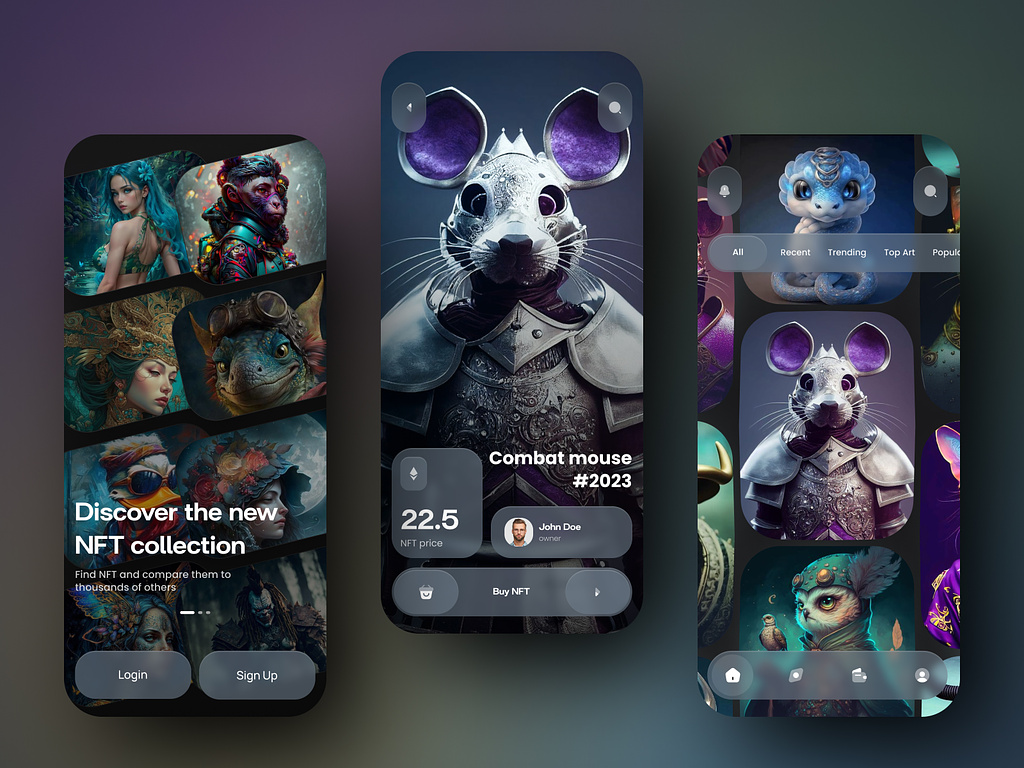 Discover the new
NFT collection
Find NFT and compare them to
thousands of others
Login
Sign Up
Combat mouse
#2023
22.5
NFT price
John Doe
owner
Buy NFT
All
Recent
Trending
Top Art
Popula